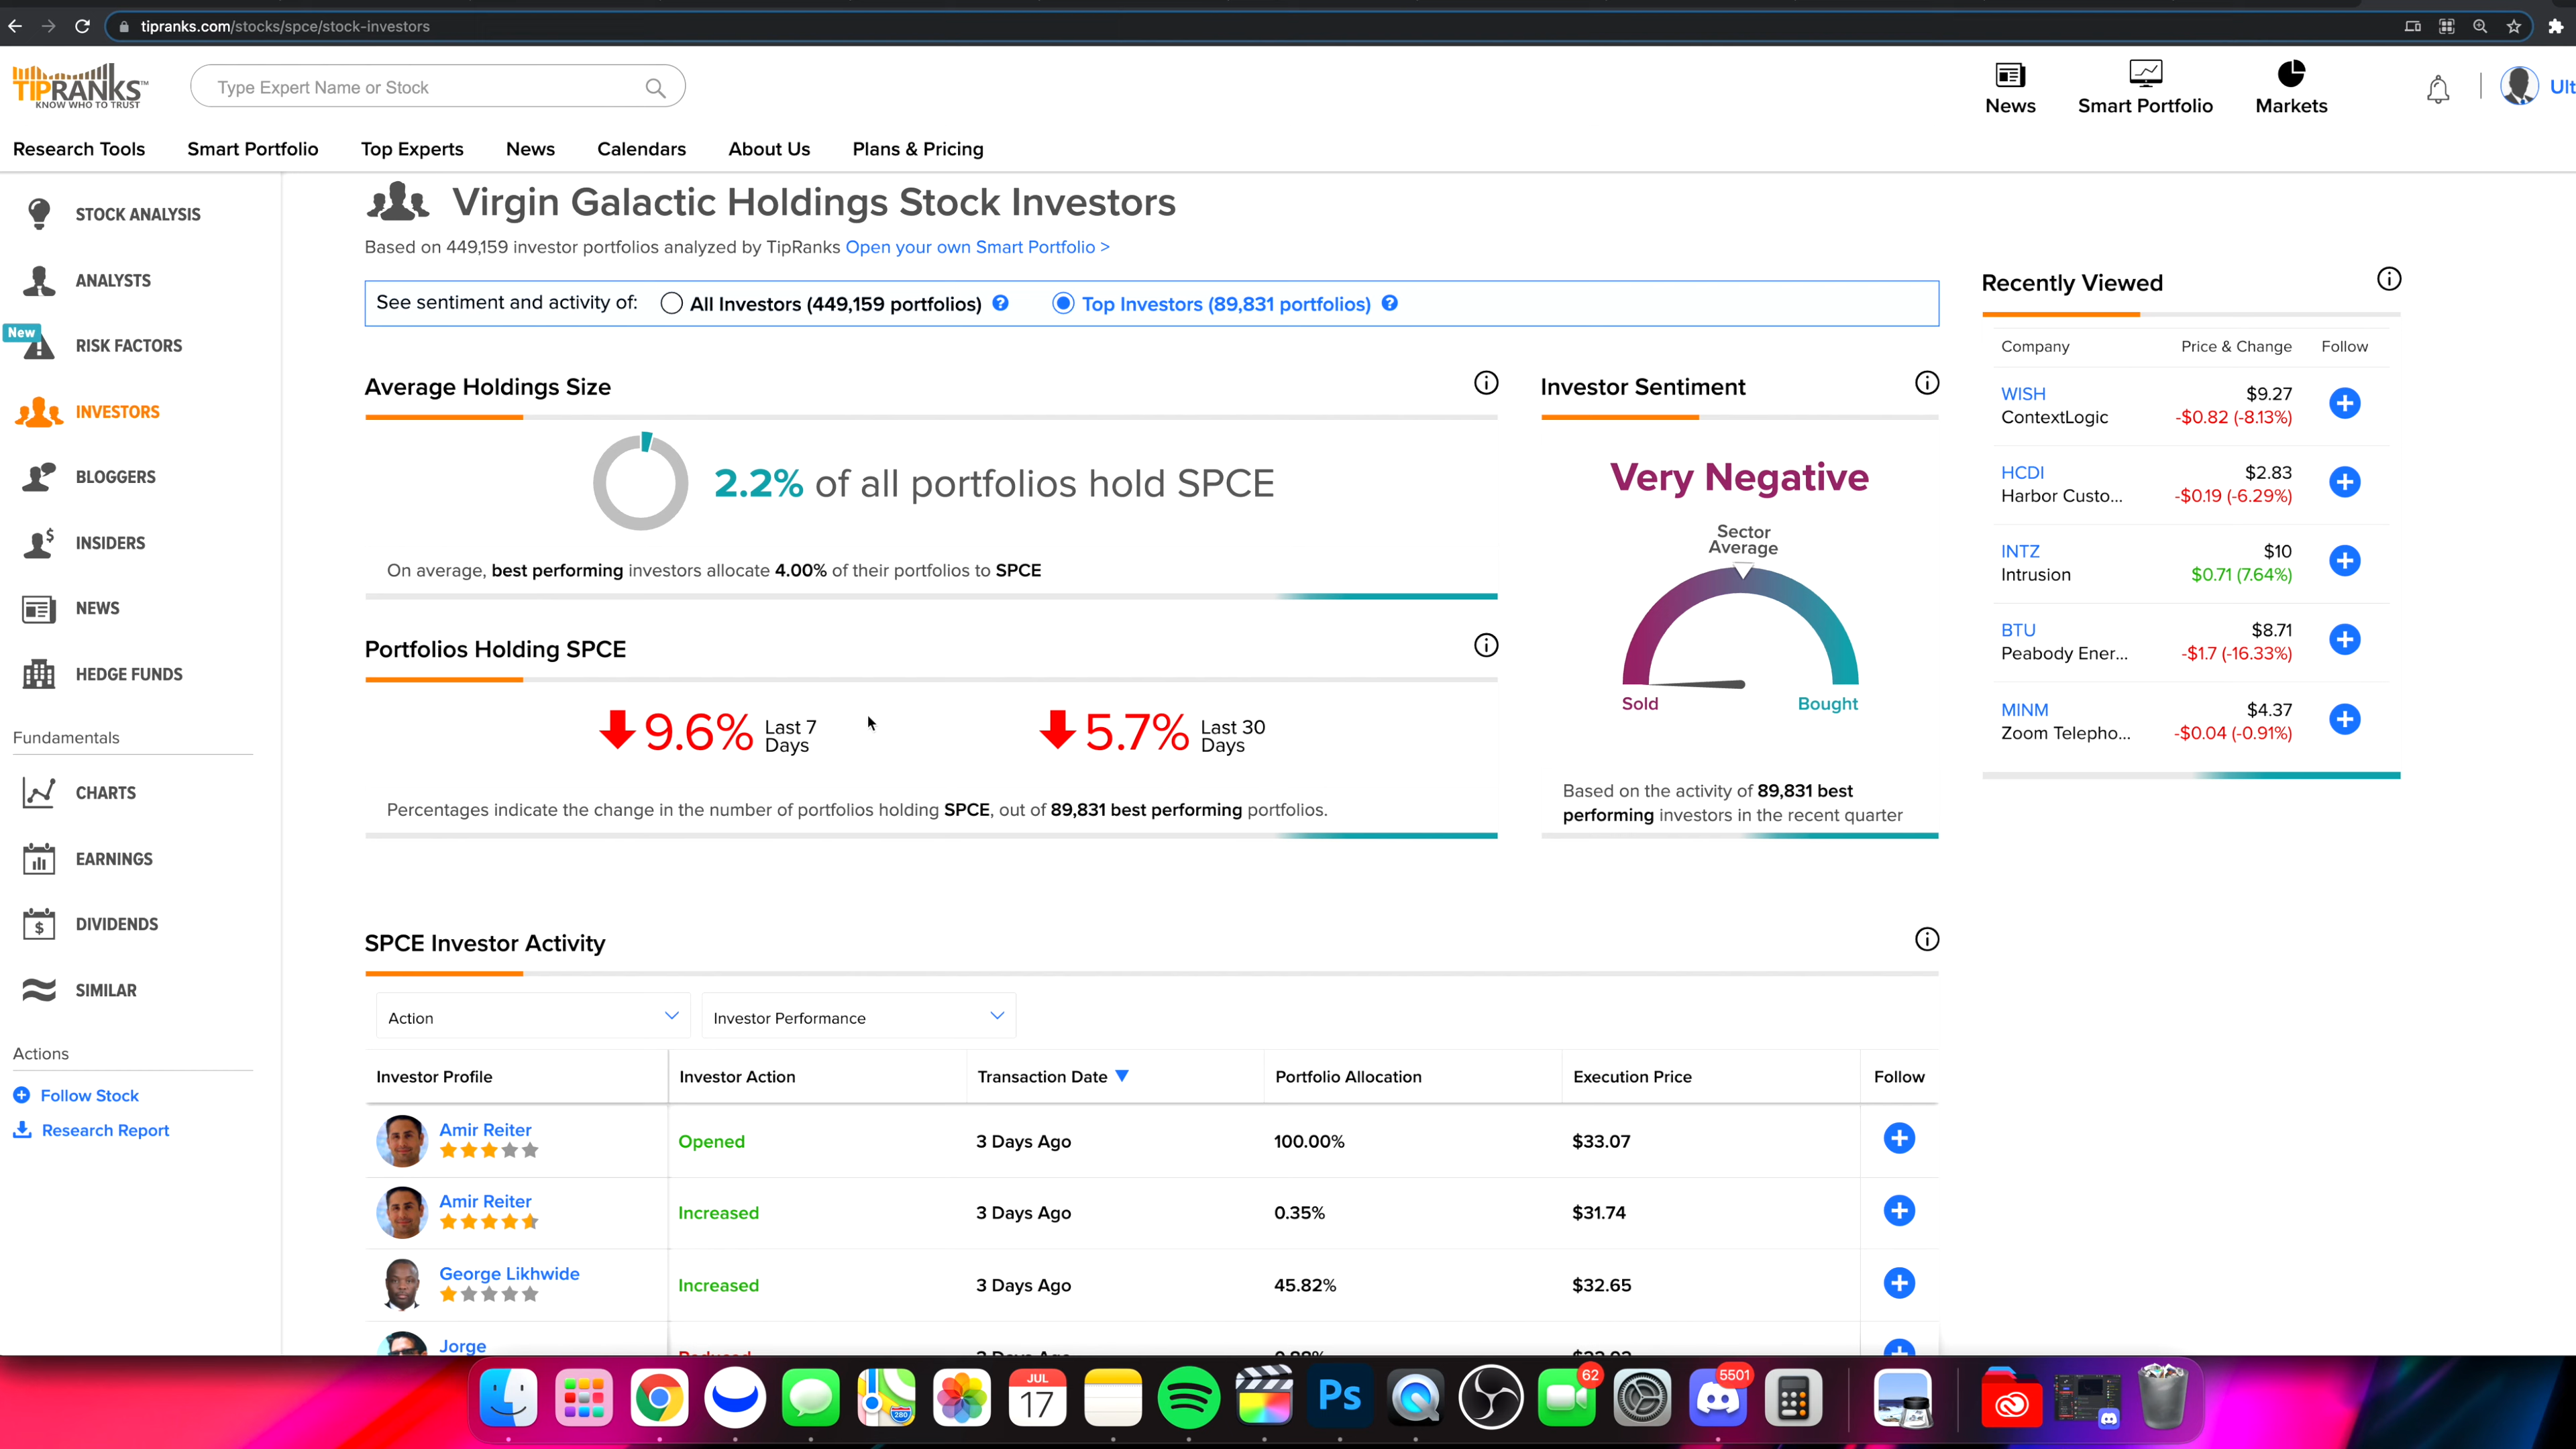 tipranks.com/stocks/spce/stock-investors
TIPRANKS™
KNOW WHO TO TRUST
Type Expert Name or Stock
News
Smart Portfolio
Markets
Ult
Research Tools
Smart Portfolio
Top Experts
News
Calendars
About Us
Plans & Pricing
STOCK ANALYSIS
ANALYSTS
New
RISK FACTORS
INVESTORS
BLOGGERS
INSIDERS
NEWS
HEDGE FUNDS
Fundamentals
CHARTS
EARNINGS
DIVIDENDS
SIMILAR
Actions
Follow Stock
Research Report
Virgin Galactic Holdings Stock Investors
Based on 449,159 investor portfolios analyzed by TipRanks Open your own Smart Portfolio >
See sentiment and activity of: All Investors (449,159 portfolios) ? Top Investors (89,831 portfolios) ?
Average Holdings Size
2.2% of all portfolios hold SPCE
On average, best performing investors allocate 4.00% of their portfolios to SPCE
Portfolios Holding SPCE
9.6% Last 7 Days
5.7% Last 30 Days
Percentages indicate the change in the number of portfolios holding SPCE, out of 89,831 best performing portfolios.
Investor Sentiment
Very Negative
Sector
Average
Sold
Bought
Based on the activity of 89,831 best
performing investors in the recent quarter
Recently Viewed
Company Price & Change Follow
WISH $9.27
ContextLogic -$0.82 (-8.13%)
HCDI $2.83
Harbor Custo... -$0.19 (-6.29%)
INTZ $10
Intrusion $0.71 (7.64%)
BTU $8.71
Peabody Ener... -$1.7 (-16.33%)
MINM $4.37
Zoom Telepho... -$0.04 (-0.91%)
SPCE Investor Activity
Action
Investor Performance
Investor Profile Investor Action Transaction Date Portfolio Allocation Execution Price Follow
Amir Reiter Opened 3 Days Ago 100.00% $33.07
Amir Reiter Increased 3 Days Ago 0.35% $31.74
George Likhwide Increased 3 Days Ago 45.82% $32.65
Jorge
JUL
17
280
Ps
62
5501